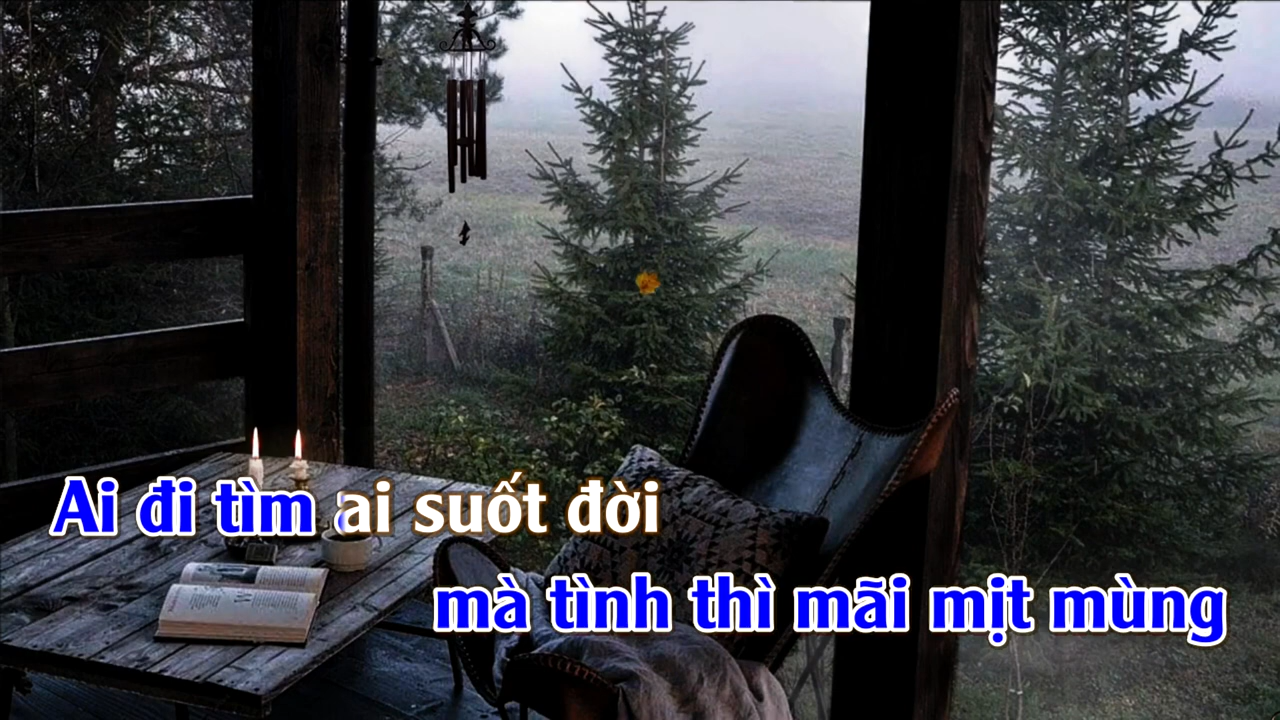 Ai đi tìm ai suốt đời
mà tình thì mãi mịt mùng